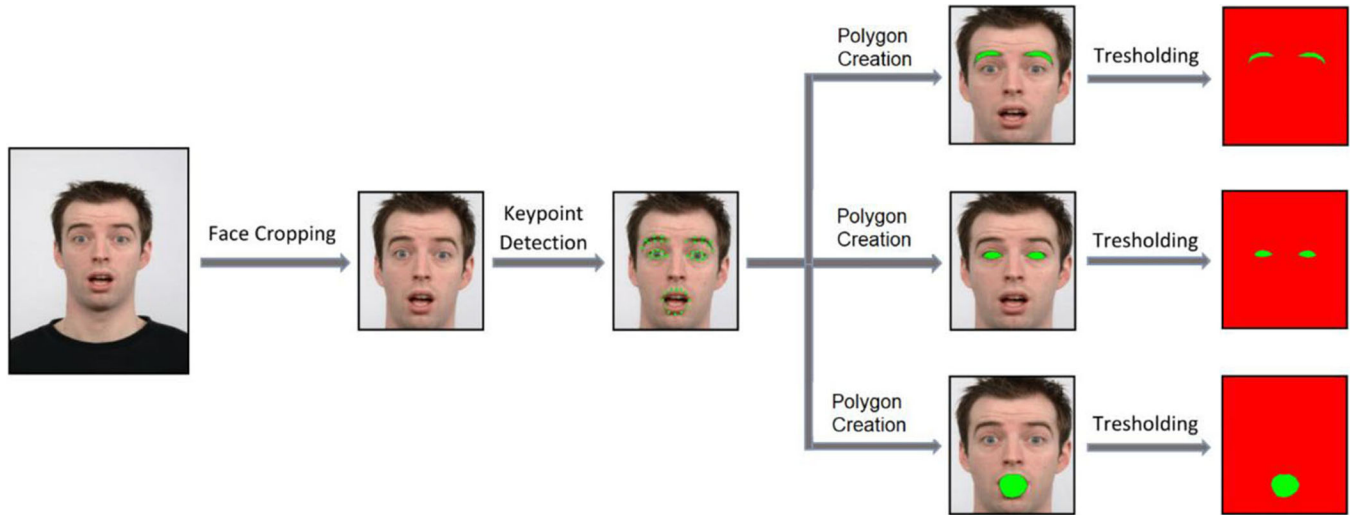 Face Cropping
Keypoint
Detection
Polygon
Creation
Tresholding
Polygon
Creation
Tresholding
Polygon
Creation
Tresholding